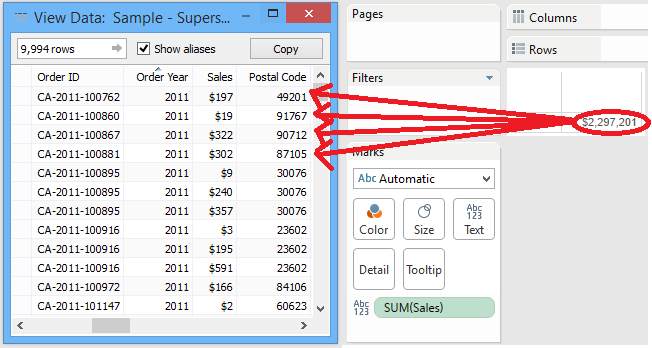 View Data: Sample - Supers...
9,994 rows
Show aliases
Copy
Order ID Order Year Sales Postal Code
CA-2011-100762 2011 $197 49201
CA-2011-100860 2011 $19 91767
CA-2011-100867 2011 $322 90712
CA-2011-100881 2011 $302 87105
CA-2011-100895 2011 $9 30076
CA-2011-100895 2011 $240 30076
CA-2011-100895 2011 $357 30076
CA-2011-100916 2011 $3 23602
CA-2011-100916 2011 $195 23602
CA-2011-100916 2011 $591 23602
CA-2011-100972 2011 $166 84106
CA-2011-101147 2011 $2 60623
Pages
Filters
Marks
Abc Automatic
Color
Size
Abc
123
Text
Detail
Tooltip
Abc
123
SUM(Sales)
Columns
Rows
$2,297,201